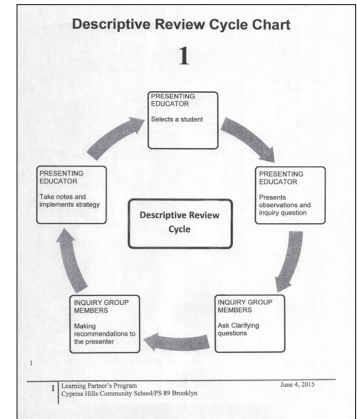 Descriptive Review Cycle Chart
1
PRESENTING
EDUCATOR
Selects a student
PRESENTING
EDUCATOR
Presents
observations and
inquiry question
INQUIRY GROUP
MEMBERS
Ask Clarifying
questions
INQUIRY GROUP
MEMBERS
Making
recommendations to
the presenter
PRESENTING
EDUCATOR
Take notes and
implements strategy
Descriptive Review
Cycle
1
1 Learning Partner's Program June 4, 2015
Cypress Hills Community School/PS 89 Brooklyn